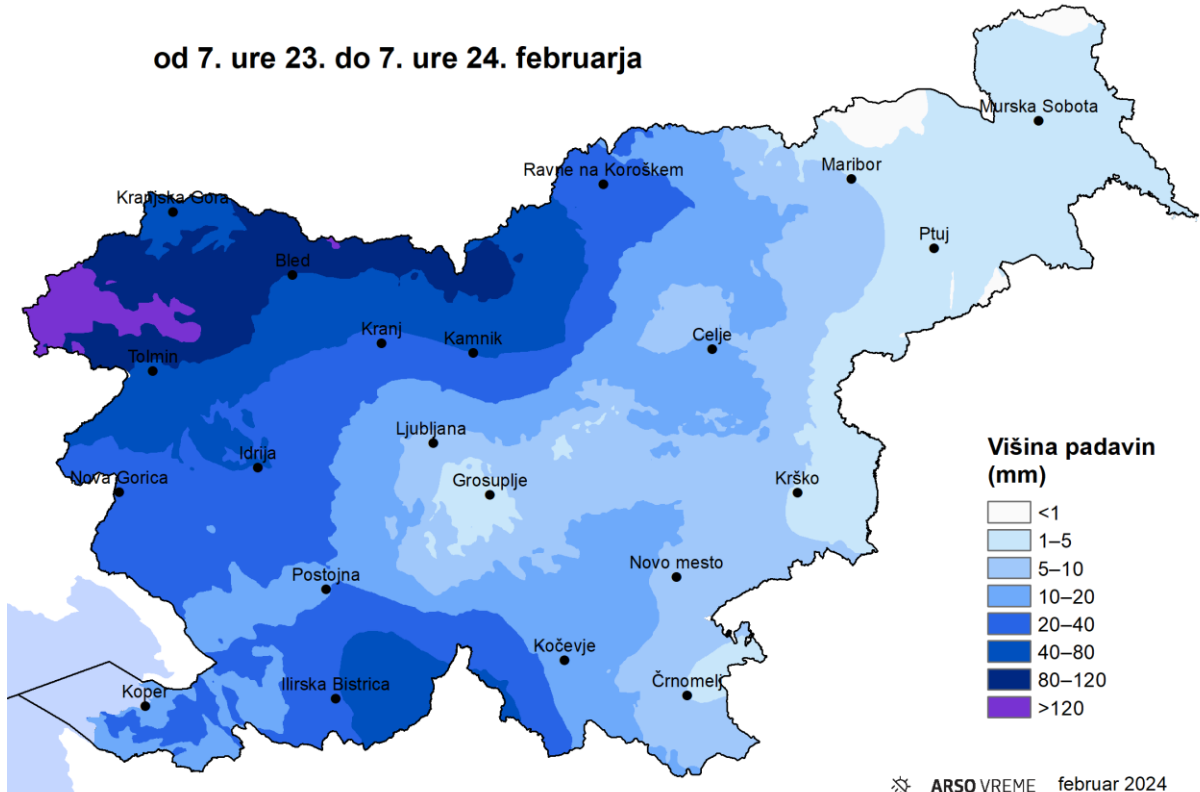 od 7. ure 23. do 7. ure 24. februarja
Murska Sobota
Ravne na Koroškem
Maribor
Kranjska Gora
Ptuj
Bled
Kranj
Kamnik
Celje
Tolmin
Ljubljana
Idrija
Grosuplje
Krško
Nova Gorica
Novo mesto
Postojna
Kočevje
Črnomelj
Koper
Ilirska Bistrica
Višina padavin
(mm)
<1
1–5
5–10
10–20
20–40
40–80
80–120
>120
ARSO VREME februar 2024